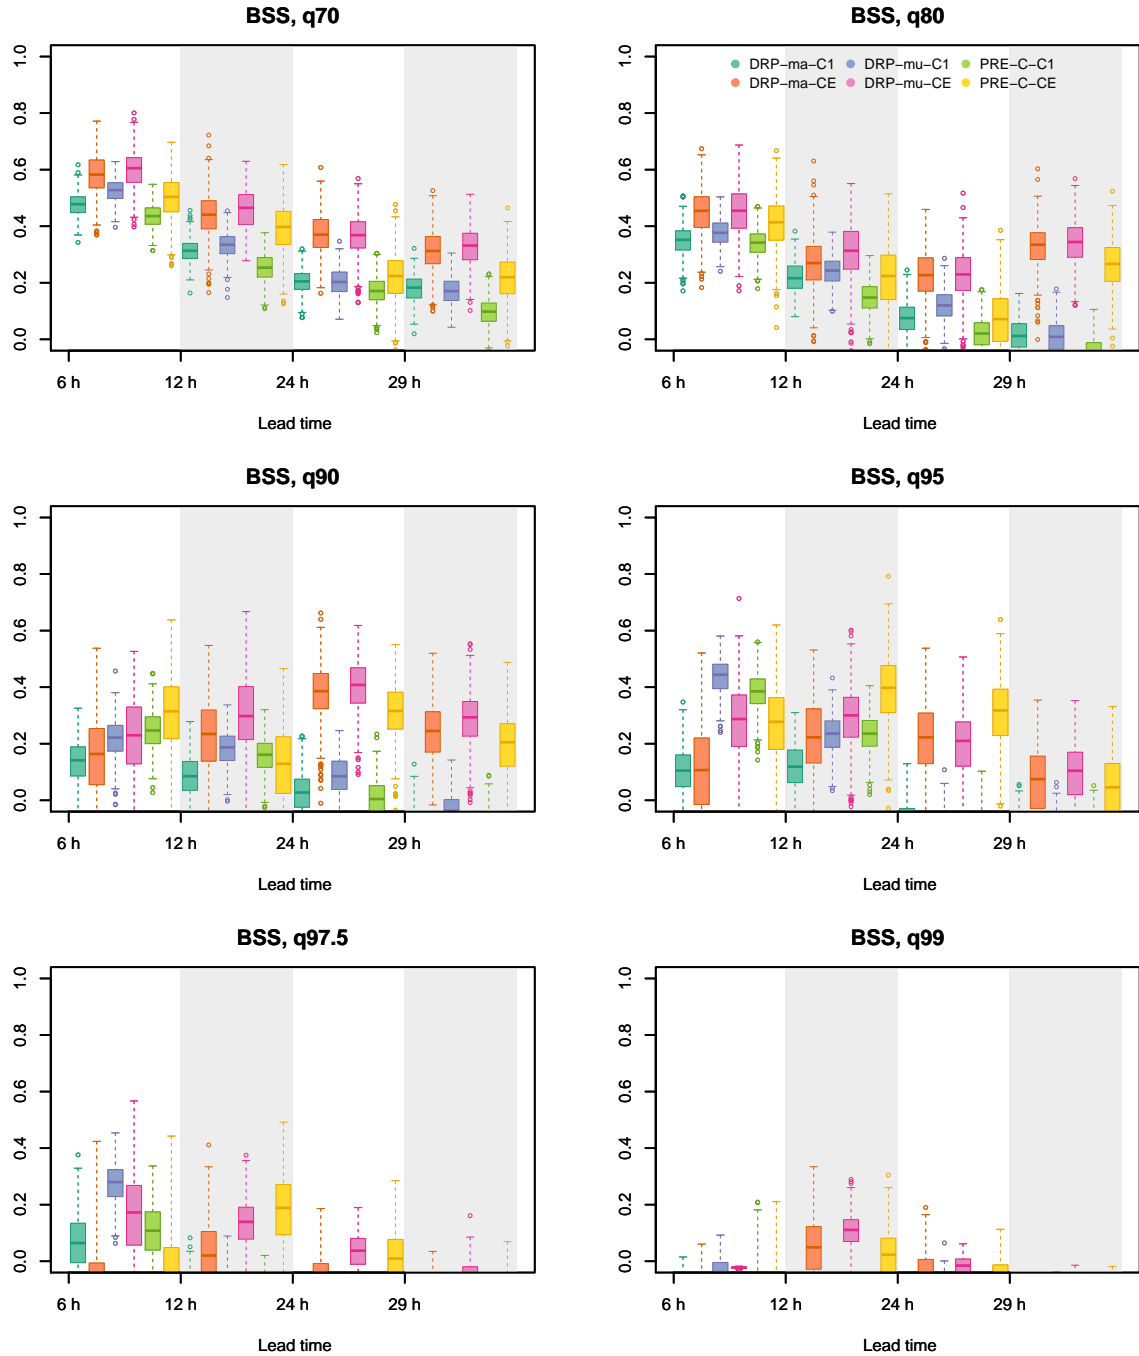 BSS, q70
1.0
0.8
0.6
0.4
0.2
0.0
6 h 12 h 24 h 29 h
Lead time
BSS, q80
DRP−ma−C1 DRP−mu−C1 PRE−C−C1
DRP−ma−CE DRP−mu−CE PRE−C−CE
1.0
0.8
0.6
0.4
0.2
0.0
6 h 12 h 24 h 29 h
Lead time
BSS, q90
1.0
0.8
0.6
0.4
0.2
0.0
6 h 12 h 24 h 29 h
Lead time
BSS, q95
1.0
0.8
0.6
0.4
0.2
0.0
6 h 12 h 24 h 29 h
Lead time
BSS, q97.5
1.0
0.8
0.6
0.4
0.2
0.0
6 h 12 h 24 h 29 h
Lead time
BSS, q99
1.0
0.8
0.6
0.4
0.2
0.0
6 h 12 h 24 h 29 h
Lead time